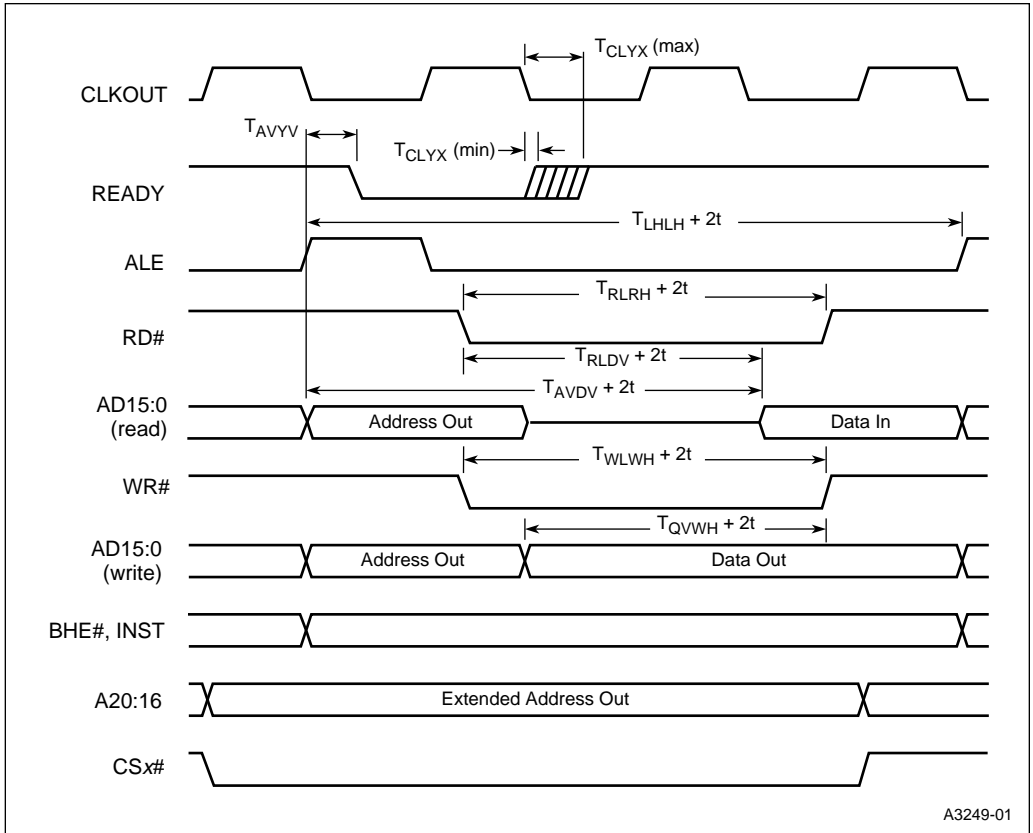 T_CLYX (max)
CLKOUT
T_AVYV
T_CLYX (min)
READY
T_LHLH + 2t
ALE
T_RLRH + 2t
RD#
T_RLDV + 2t
T_AVDV + 2t
AD15:0
(read)
Address Out
Data In
T_WLWH + 2t
WR#
T_QVWH + 2t
AD15:0
(write)
Address Out
Data Out
BHE#, INST
A20:16
Extended Address Out
CSx#
A3249-01